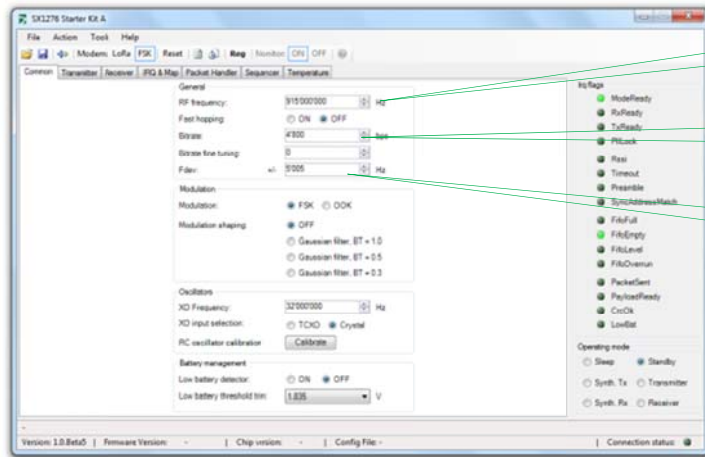 SX1276 Starter Kit A
File Action Tools Help
Modem: LoRa FSK Reset Reg Monitor: ON OFF
Common Transmitter Receiver IRQ & Map Packet Handler Sequencer Temperature
General
RF frequency: 915'000'000 Hz
Fast hopping: ON OFF
Bitrate: 4'800 bps
Bitrate fine tuning: 0
Fdev: +/- 5'005 Hz
Modulation
Modulation: FSK OOK
Modulation shaping: OFF
Gaussian filter, BT = 1.0
Gaussian filter, BT = 0.5
Gaussian filter, BT = 0.3
Oscillators
XO Frequency: 32'000'000 Hz
XO input selection: TCXO Crystal
RC oscillator calibration Calibrate
Battery management
Low battery detector: ON OFF
Low battery threshold trim: 1.835 V
Irq flags
ModeReady
RxReady
TxReady
PllLock
Rssi
Timeout
Preamble
SyncAddressMatch
FifoFull
FifoEmpty
FifoLevel
FifoOverrun
PacketSent
PayloadReady
CrcOk
LowBat
Operating mode
Sleep Standby
Synth. Tx Transmitter
Synth. Rx Receiver
-
Version: 1.0.Beta5 | Firmware Version: - | Chip version: - | Config File: - | Connection status: